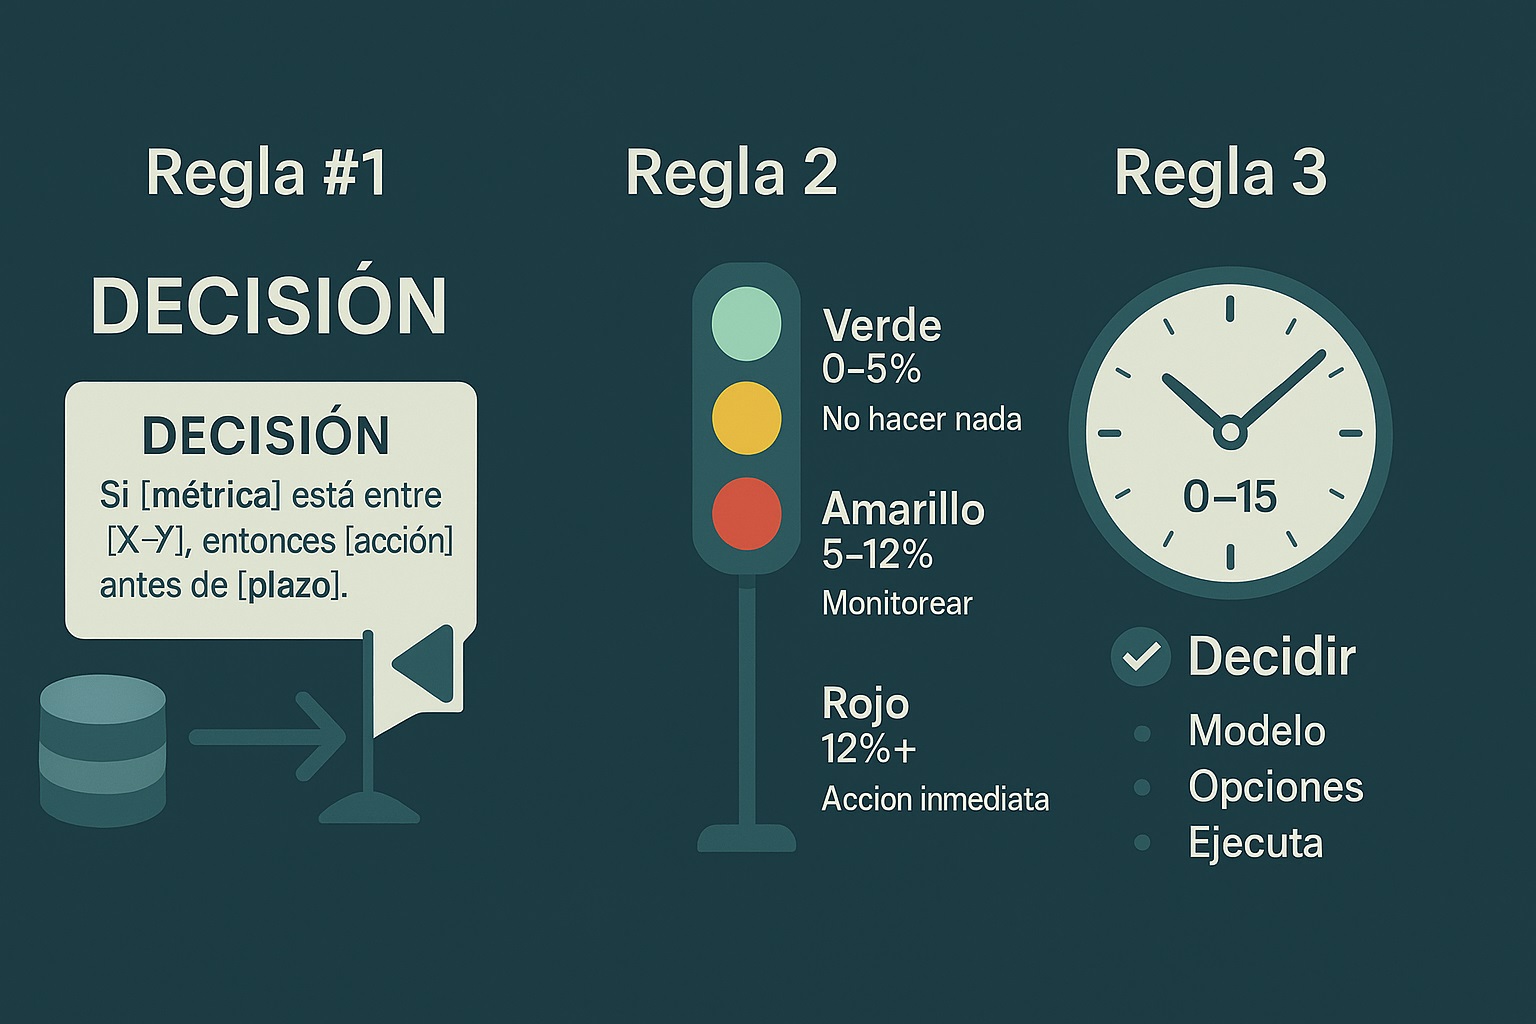 Regla #1
DECISIÓN
DECISIÓN
Si [métrica] está entre
[X–Y], entonces [acción]
antes de [plazo].
Regla 2
Verde
0–5%
No hacer nada
Amarillo
5–12%
Monitorear
Rojo
12%+
Accion inmediata
Regla 3
0–15
Decidir
Modelo
Opciones
Ejecuta